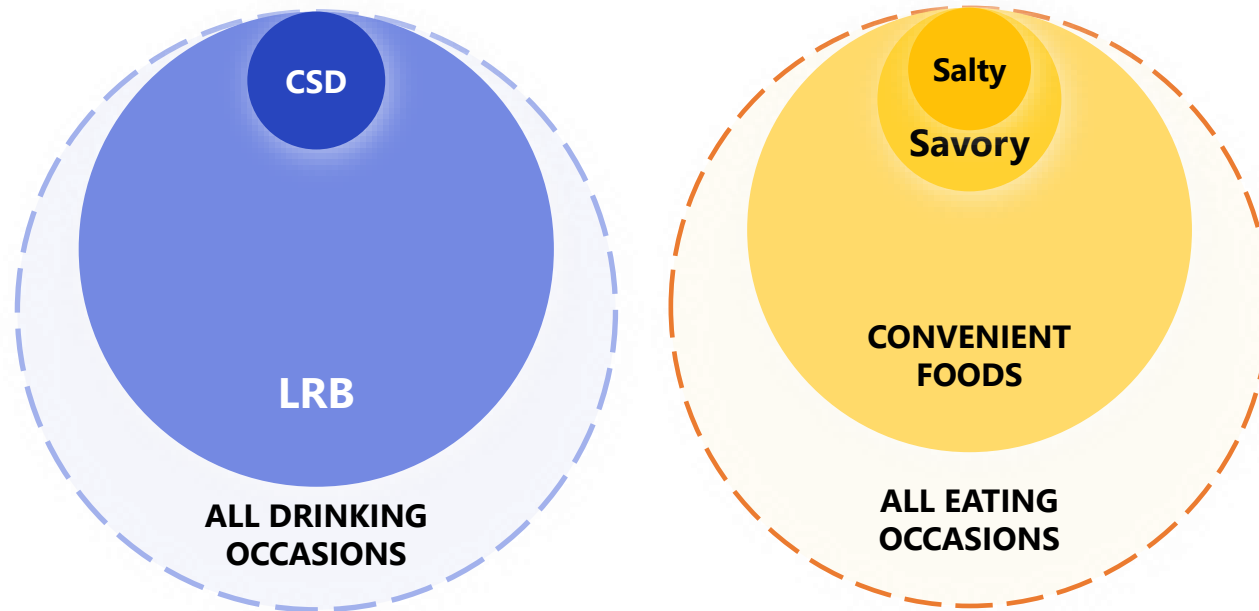 CSD
LRB
ALL DRINKING
OCCASIONS
Salty
Savory
CONVENIENT
FOODS
ALL EATING
OCCASIONS